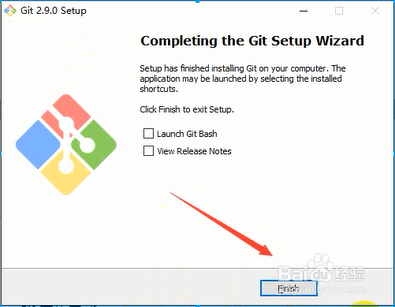 Git 2.9.0 Setup
Completing the Git Setup Wizard
Setup has finished installing Git on your computer. The
application may be launched by selecting the installed
shortcuts.
Click Finish to exit Setup.
Launch Git Bash
View Release Notes
Finish
Baidu 经验